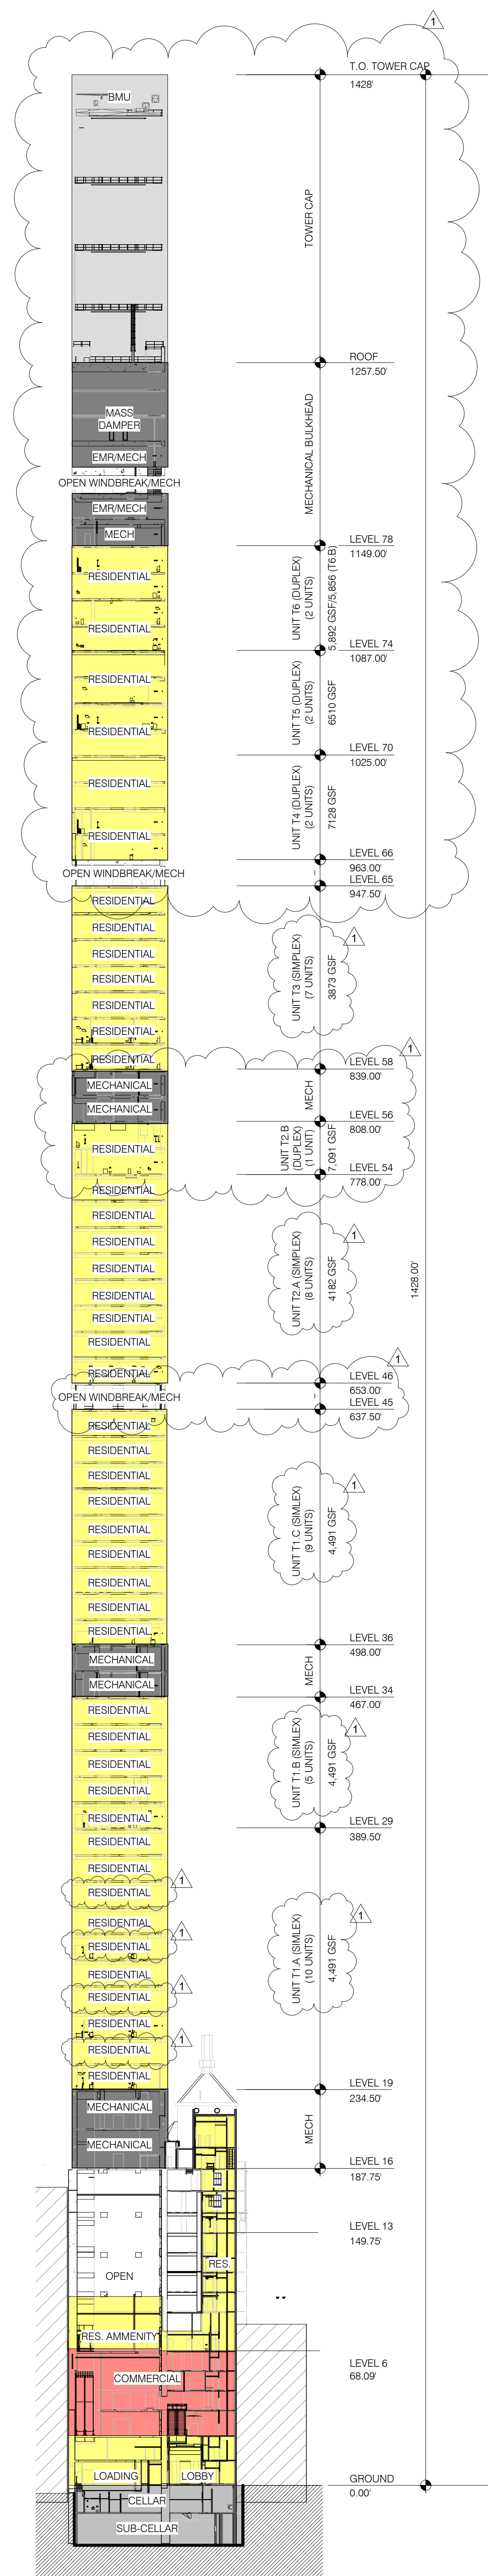 BMU
MASS
DAMPER
EMR/MECH
OPEN WINDBREAK/MECH
EMR/MECH
MECH
RESIDENTIAL
RESIDENTIAL
RESIDENTIAL
RESIDENTIAL
RESIDENTIAL
RESIDENTIAL
OPEN WINDBREAK/MECH
RESIDENTIAL
RESIDENTIAL
RESIDENTIAL
RESIDENTIAL
RESIDENTIAL
RESIDENTIAL
RESIDENTIAL
MECHANICAL
MECHANICAL
RESIDENTIAL
RESIDENTIAL
RESIDENTIAL
RESIDENTIAL
RESIDENTIAL
RESIDENTIAL
RESIDENTIAL
RESIDENTIAL
RESIDENTIAL
OPEN WINDBREAK/MECH
RESIDENTIAL
RESIDENTIAL
RESIDENTIAL
RESIDENTIAL
RESIDENTIAL
RESIDENTIAL
RESIDENTIAL
RESIDENTIAL
RESIDENTIAL
MECHANICAL
MECHANICAL
RESIDENTIAL
RESIDENTIAL
RESIDENTIAL
RESIDENTIAL
RESIDENTIAL
RESIDENTIAL
RESIDENTIAL
RESIDENTIAL
1
RESIDENTIAL
RESIDENTIAL
1
RESIDENTIAL
RESIDENTIAL
1
RESIDENTIAL
RESIDENTIAL
1
RESIDENTIAL
MECHANICAL
MECHANICAL
RES.
OPEN
RES. AMMENITY
COMMERCIAL
LOADING
LOBBY
CELLAR
SUB-CELLAR
TOWER CAP
MECHANICAL BULKHEAD
UNIT T6 (DUPLEX)
(2 UNITS)
5,892 GSF/5,856 (T6.B)
UNIT T5 (DUPLEX)
(2 UNITS)
6510 GSF
UNIT T4 (DUPLEX)
(2 UNITS)
7128 GSF
UNIT T3 (SIMPLEX)
(7 UNITS)
3873 GSF
1
MECH
UNIT T2.B
(DUPLEX)
(1 UNIT)
7,091 GSF
UNIT T2.A (SIMPLEX)
(8 UNITS)
4182 GSF
1
UNIT T1.C (SIMLEX)
(9 UNITS)
4,491 GSF
1
MECH
UNIT T1.B (SIMLEX)
(5 UNITS)
4,491 GSF
1
UNIT T1.A (SIMLEX)
(10 UNITS)
4,491 GSF
1
MECH
1
T.O. TOWER CAP
1428'
ROOF
1257.50'
LEVEL 78
1149.00'
LEVEL 74
1087.00'
LEVEL 70
1025.00'
LEVEL 66
963.00'
LEVEL 65
947.50'
1
LEVEL 58
839.00'
LEVEL 56
808.00'
LEVEL 54
778.00'
1428.00'
1
LEVEL 46
653.00'
LEVEL 45
637.50'
LEVEL 36
498.00'
LEVEL 34
467.00'
LEVEL 29
389.50'
LEVEL 19
234.50'
LEVEL 16
187.75'
LEVEL 13
149.75'
LEVEL 6
68.09'
GROUND
0.00'